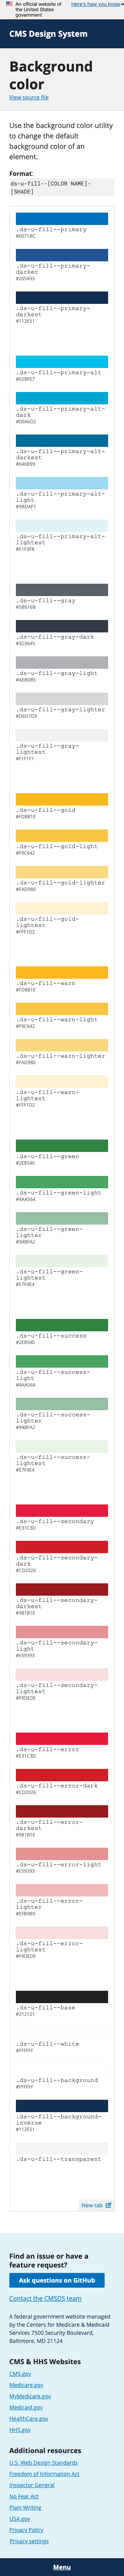 An official website of
the United States
government
Here's how you know
CMS Design System
Background
color
View source file
Use the background color utility
to change the default
background color of an
element.
Format:
ds-u-fill--[COLOR NAME]-
[SHADE]
.ds-u-fill--primary
#0071BC
.ds-u-fill--primary-
darker
#205493
.ds-u-fill--primary-
darkest
#112E51
.ds-u-fill--primary-alt
#02BFE7
.ds-u-fill--primary-alt-
dark
#00A6D2
.ds-u-fill--primary-alt-
darkest
#046B99
.ds-u-fill--primary-alt-
light
#9BDAF1
.ds-u-fill--primary-alt-
lightest
#E1F3F8
.ds-u-fill--gray
#5B616B
.ds-u-fill--gray-dark
#323A45
.ds-u-fill--gray-light
#AEB0B5
.ds-u-fill--gray-lighter
#D6D7D9
.ds-u-fill--gray-
lightest
#F1F1F1
.ds-u-fill--gold
#FDB81E
.ds-u-fill--gold-light
#F9C642
.ds-u-fill--gold-lighter
#FAD980
.ds-u-fill--gold-
lightest
#FFF1D2
.ds-u-fill--warn
#FDB81E
.ds-u-fill--warn-light
#F9C642
.ds-u-fill--warn-lighter
#FAD980
.ds-u-fill--warn-
lightest
#FFF1D2
.ds-u-fill--green
#2E8540
.ds-u-fill--green-light
#4AA564
.ds-u-fill--green-
lighter
#94BFA2
.ds-u-fill--green-
lightest
#E7F4E4
.ds-u-fill--success
#2E8540
.ds-u-fill--success-
light
#4AA564
.ds-u-fill--success-
lighter
#94BFA2
.ds-u-fill--success-
lightest
#E7F4E4
.ds-u-fill--secondary
#E31C3D
.ds-u-fill--secondary-
dark
#CD2026
.ds-u-fill--secondary-
darkest
#981B1E
.ds-u-fill--secondary-
light
#E59393
.ds-u-fill--secondary-
lightest
#F9DEDE
.ds-u-fill--error
#E31C3D
.ds-u-fill--error-dark
#CD2026
.ds-u-fill--error-
darkest
#981B1E
.ds-u-fill--error-light
#E59393
.ds-u-fill--error-
lighter
#EFB9B9
.ds-u-fill--error-
lightest
#F9DEDE
.ds-u-fill--base
#212121
.ds-u-fill--white
#FFFFFF
.ds-u-fill--background
#FFFFFF
.ds-u-fill--background-
inverse
#112E51
.ds-u-fill--transparent
New tab
Find an issue or have a
feature request?
Ask questions on GitHub
Contact the CMSDS team
A federal government website managed
by the Centers for Medicare & Medicaid
Services 7500 Security Boulevard,
Baltimore, MD 21124
CMS & HHS Websites
CMS.gov
Medicare.gov
MyMedicare.gov
Medicaid.gov
HealthCare.gov
HHS.gov
Additional resources
U.S. Web Design Standards
Freedom of Information Act
Inspector General
No Fear Act
Plain Writing
USA.gov
Privacy Policy
Privacy settings
Menu